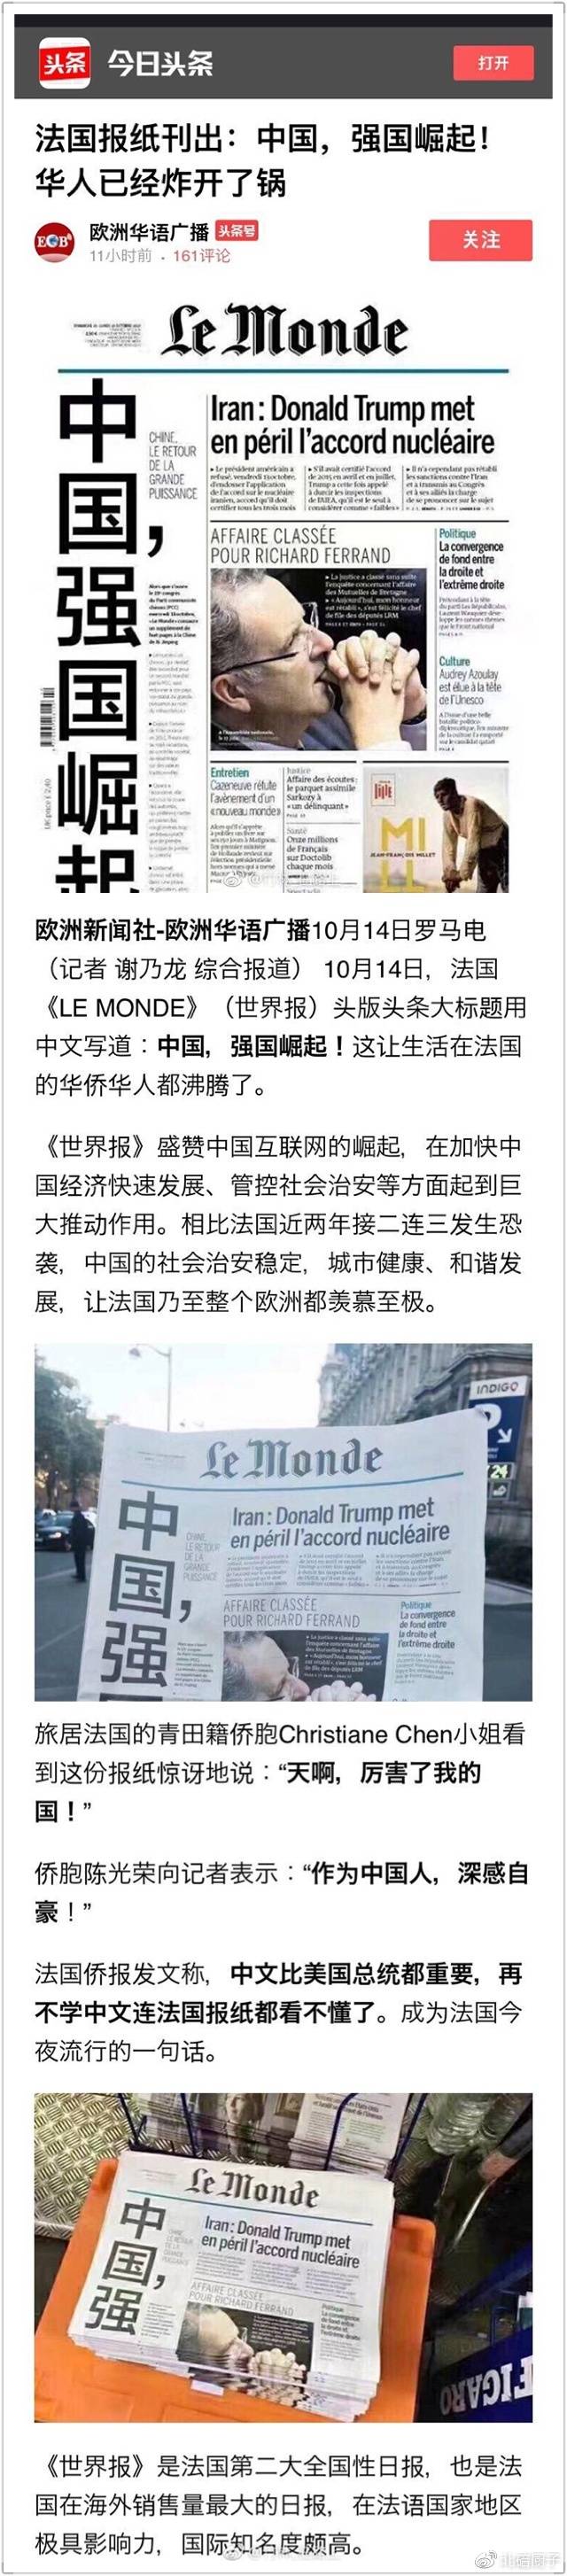 头条 今日头条 打开
法国报纸刊出：中国，强国崛起！
华人已经炸开了锅
欧洲华语广播 头条号
11小时前 · 161评论
关注
Le Monde
中国，强国崛起
CHINE,
LE RETOUR
DE LA
GRANDE
PUISSANCE
Iran : Donald Trump met
en péril l'accord nucléaire
AFFAIRE CLASSÉE
POUR RICHARD FERRAND
Politique
La convergence
de fond entre
la droite et
l'extrême droite
Culture
Audrey Azoulay
est élue à la tête
de l'Unesco
Entretien
Cazeneuve réfute
l'avènement d'un
« nouveau monde »
Justice
Affaire des écoutes :
le parquet assimile
Sarkozy à
« un délinquant »
Santé
Onze millions
de Français
sur Doctolib
chaque mois
JEAN-FRANÇOIS MILLET
欧洲新闻社-欧洲华语广播10月14日罗马电
（记者 谢乃龙 综合报道） 10月14日，法国
《LE MONDE》（世界报）头版头条大标题用
中文写道：中国，强国崛起！这让生活在法国
的华侨华人都沸腾了。
《世界报》盛赞中国互联网的崛起，在加快中
国经济快速发展、管控社会治安等方面起到巨
大推动作用。相比法国近两年接二连三发生恐
袭，中国的社会治安稳定，城市健康、和谐发
展，让法国乃至整个欧洲都羡慕至极。
INDIGO
P
24
Le Monde
中国，强
CHINE,
LE RETOUR
DE LA
GRANDE
PUISSANCE
Iran : Donald Trump met
en péril l'accord nucléaire
AFFAIRE CLASSÉE
POUR RICHARD FERRAND
Politique
La convergence
de fond entre
la droite et
l'extrême droite
旅居法国的青田籍侨胞Christiane Chen小姐看
到这份报纸惊讶地说：“天啊，厉害了我的
国！”
侨胞陈光荣向记者表示：“作为中国人，深感自
豪！”
法国侨报发文称，中文比美国总统都重要，再
不学中文连法国报纸都看不懂了。成为法国今
夜流行的一句话。
Le Monde
中国，强
Iran : Donald Trump met
en péril l'accord nucléaire
AFFAIRE CLASSÉE
POUR RICHARD FERRAND
FIGARO
《世界报》是法国第二大全国性日报，也是法
国在海外销售量最大的日报，在法语国家地区
极具影响力，国际知名度颇高。